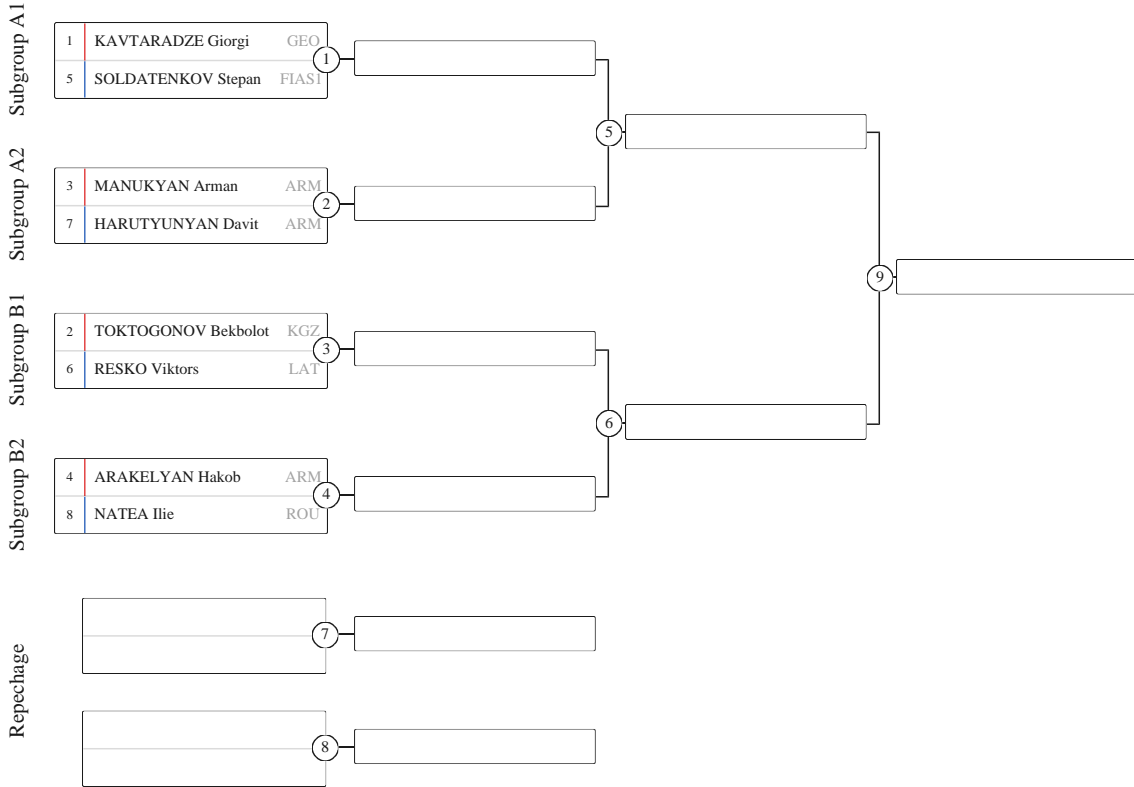 Subgroup A1
1 KAVTARADZE Giorgi GEO
5 SOLDATENKOV Stepan FIAS1
1
5
Subgroup A2
3 MANUKYAN Arman ARM
7 HARUTYUNYAN Davit ARM
2
9
Subgroup B1
2 TOKTOGONOV Bekbolot KGZ
6 RESKO Viktors LAT
3
6
Subgroup B2
4 ARAKELYAN Hakob ARM
8 NATEA Ilie ROU
4
Repechage
7
8